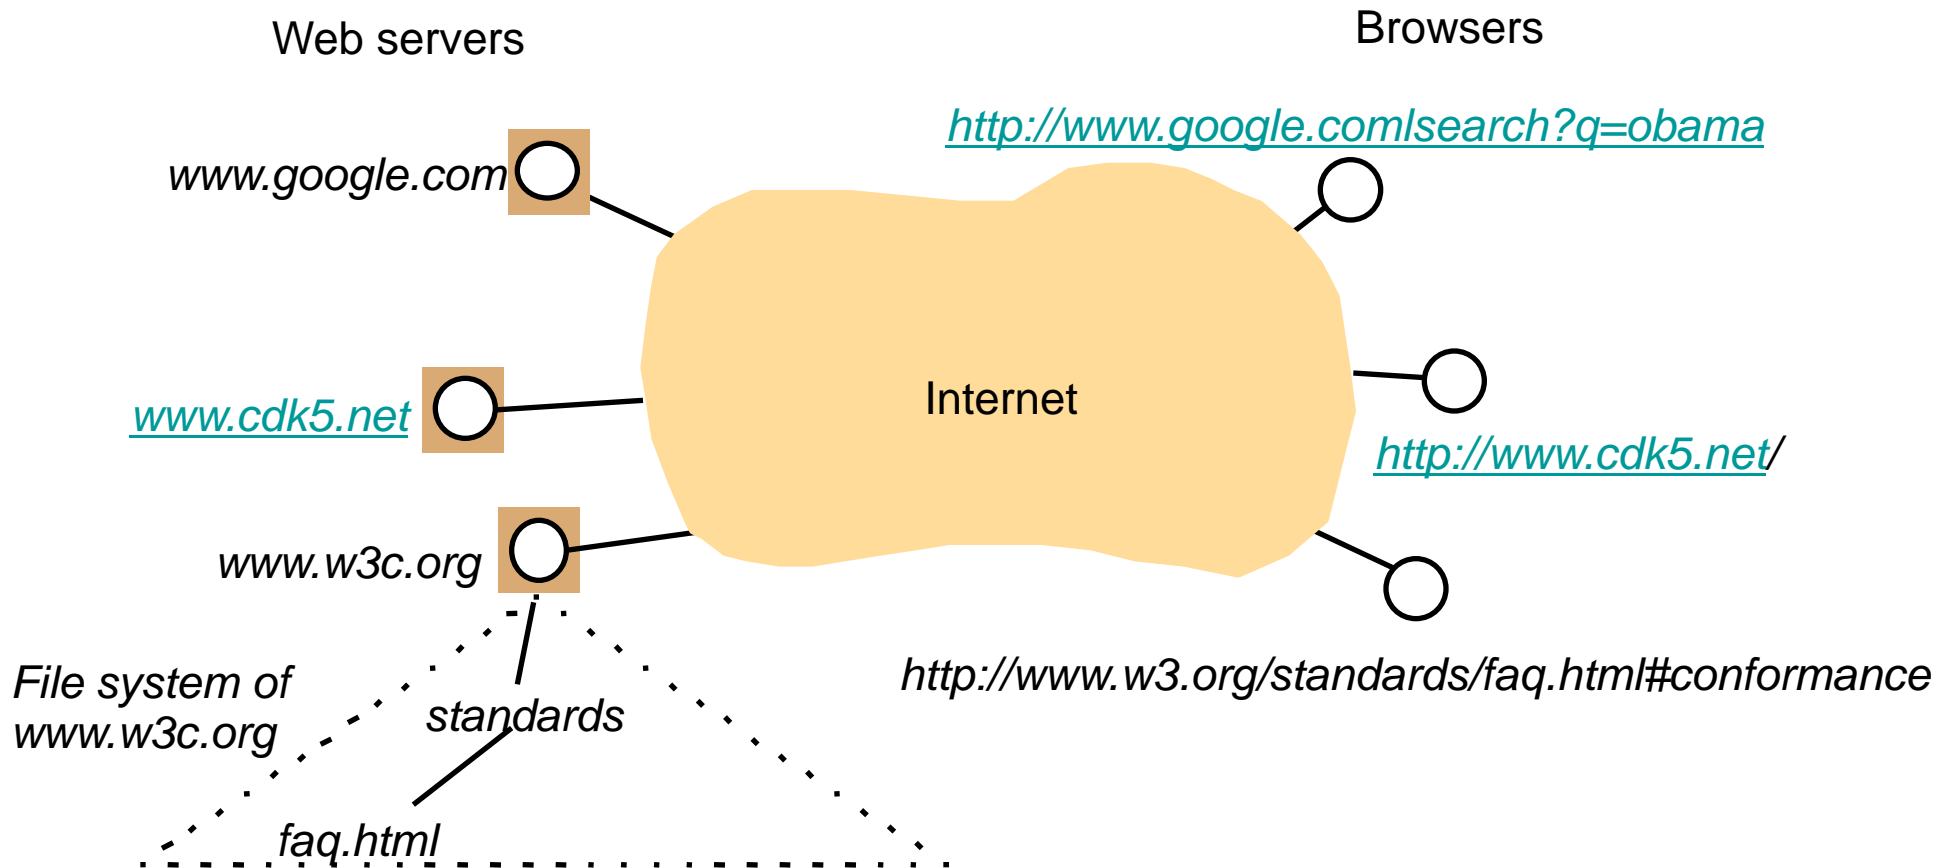 Web servers
Browsers
http://www.google.comlsearch?q=obama
www.google.com
Internet
www.cdk5.net
http://www.cdk5.net/
www.w3c.org
http://www.w3.org/standards/faq.html#conformance
File system of
www.w3c.org
standards
faq.html